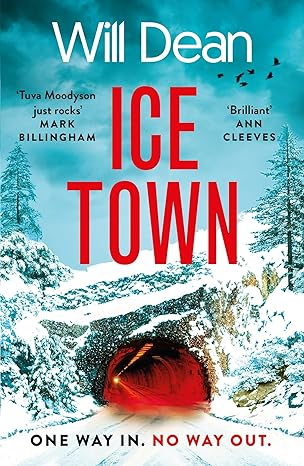 Will Dean
‘Tuva Moodyson
just rocks’
MARK
BILLINGHAM
‘Brilliant’
ANN
CLEEVES
ICE
TOWN
ONE WAY IN. NO WAY OUT.